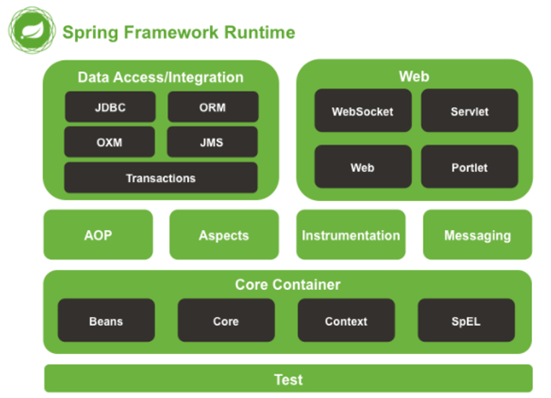 Spring Framework Runtime
Data Access/Integration
JDBC
ORM
OXM
JMS
Transactions
Web
WebSocket
Servlet
Web
Portlet
AOP
Aspects
Instrumentation
Messaging
Core Container
Beans
Core
Context
SpEL
Test